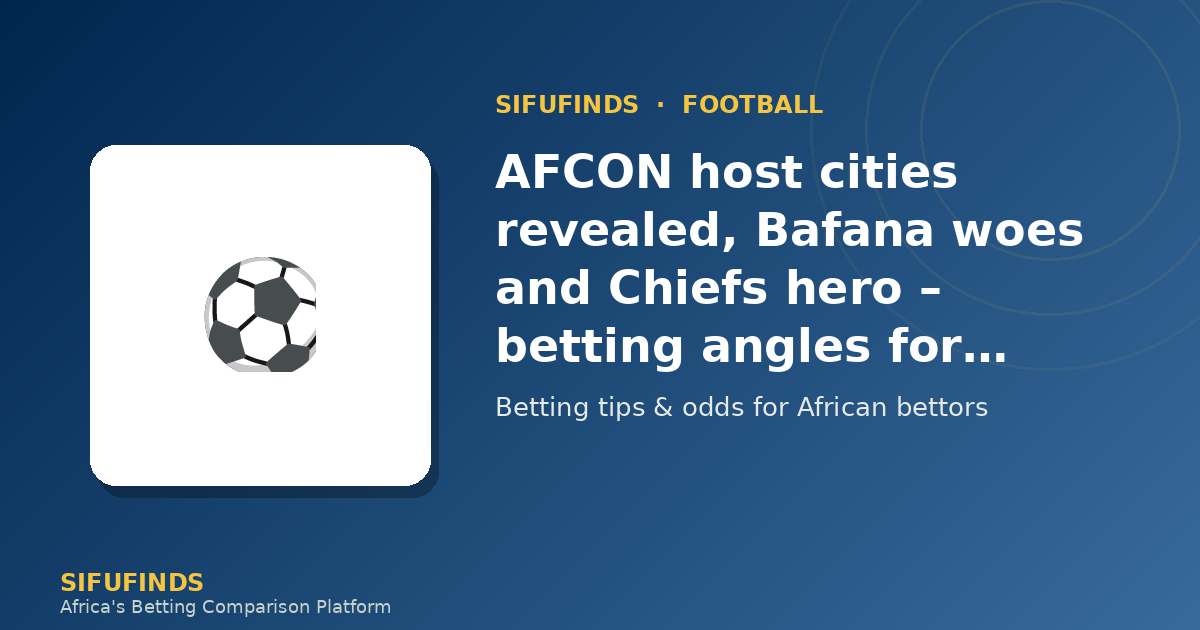 SIFUFINDS · FOOTBALL
AFCON host cities
revealed, Bafana woes
and Chiefs hero –
betting angles for…
Betting tips & odds for African bettors
SIFUFINDS
Africa's Betting Comparison Platform